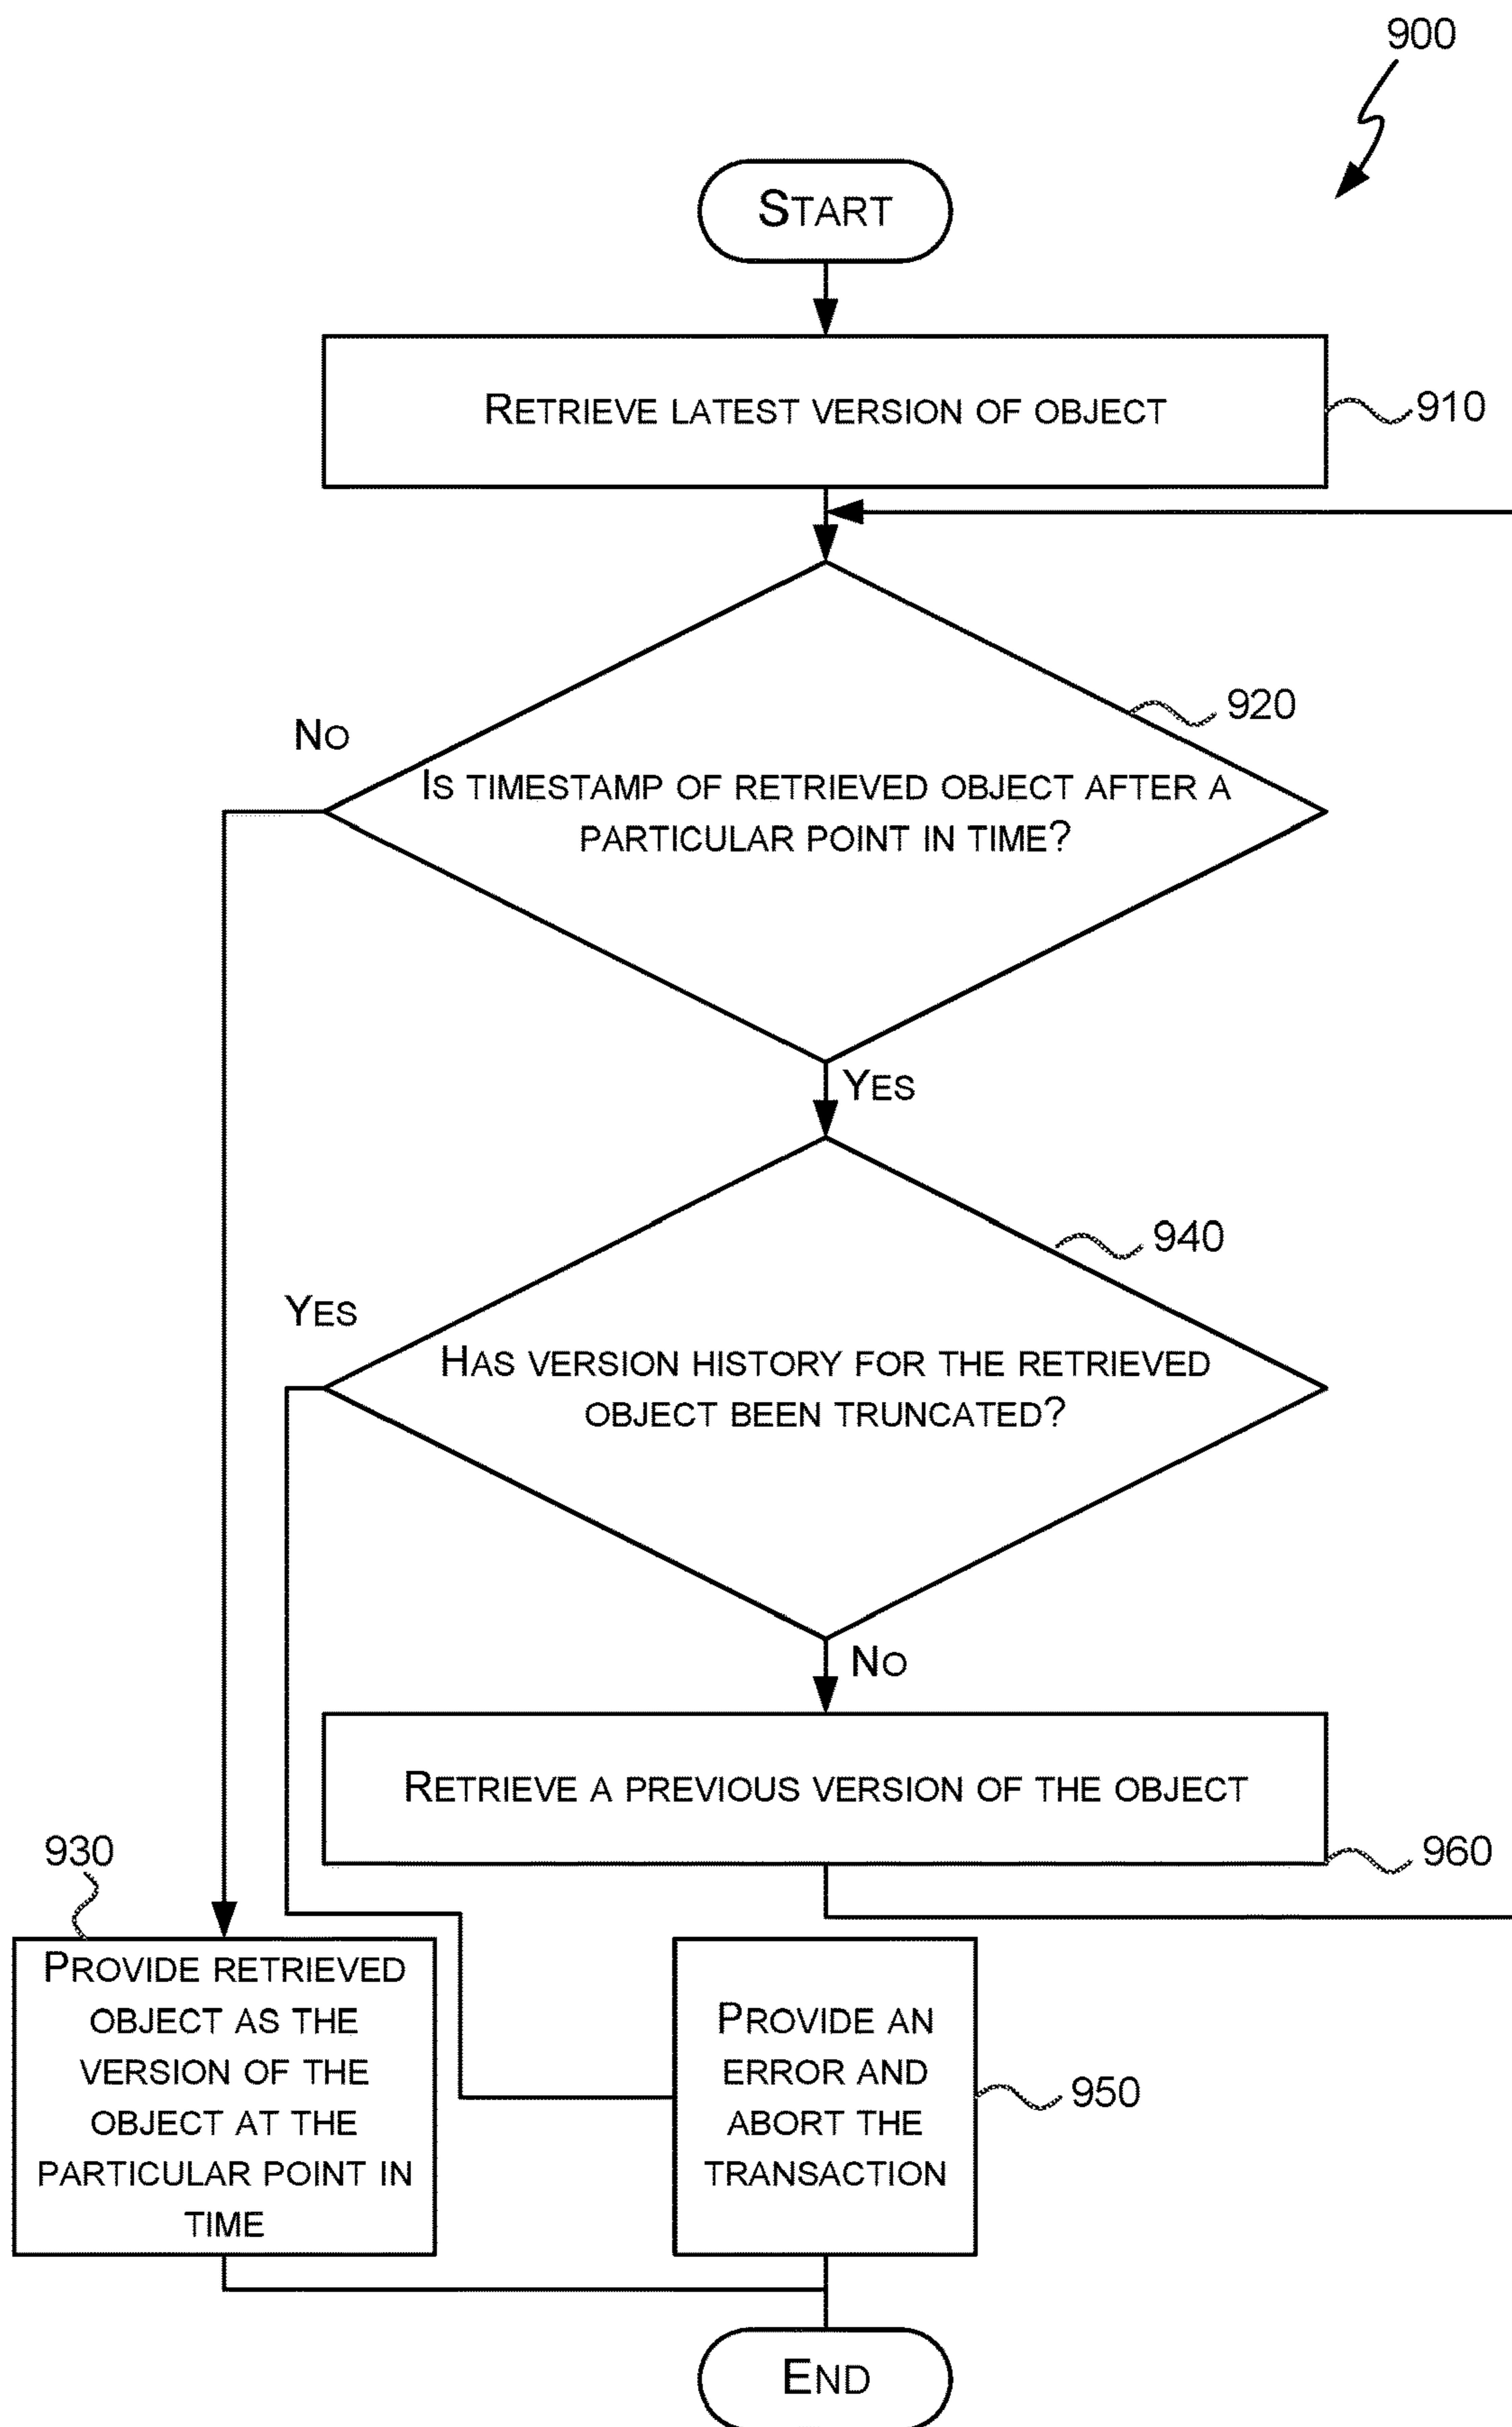 900
START
RETRIEVE LATEST VERSION OF OBJECT
910
920
NO
IS TIMESTAMP OF RETRIEVED OBJECT AFTER A
PARTICULAR POINT IN TIME?
YES
940
YES
HAS VERSION HISTORY FOR THE RETRIEVED
OBJECT BEEN TRUNCATED?
NO
RETRIEVE A PREVIOUS VERSION OF THE OBJECT
960
930
PROVIDE RETRIEVED
OBJECT AS THE
VERSION OF THE
OBJECT AT THE
PARTICULAR POINT IN
TIME
PROVIDE AN
ERROR AND
ABORT THE
TRANSACTION
950
END